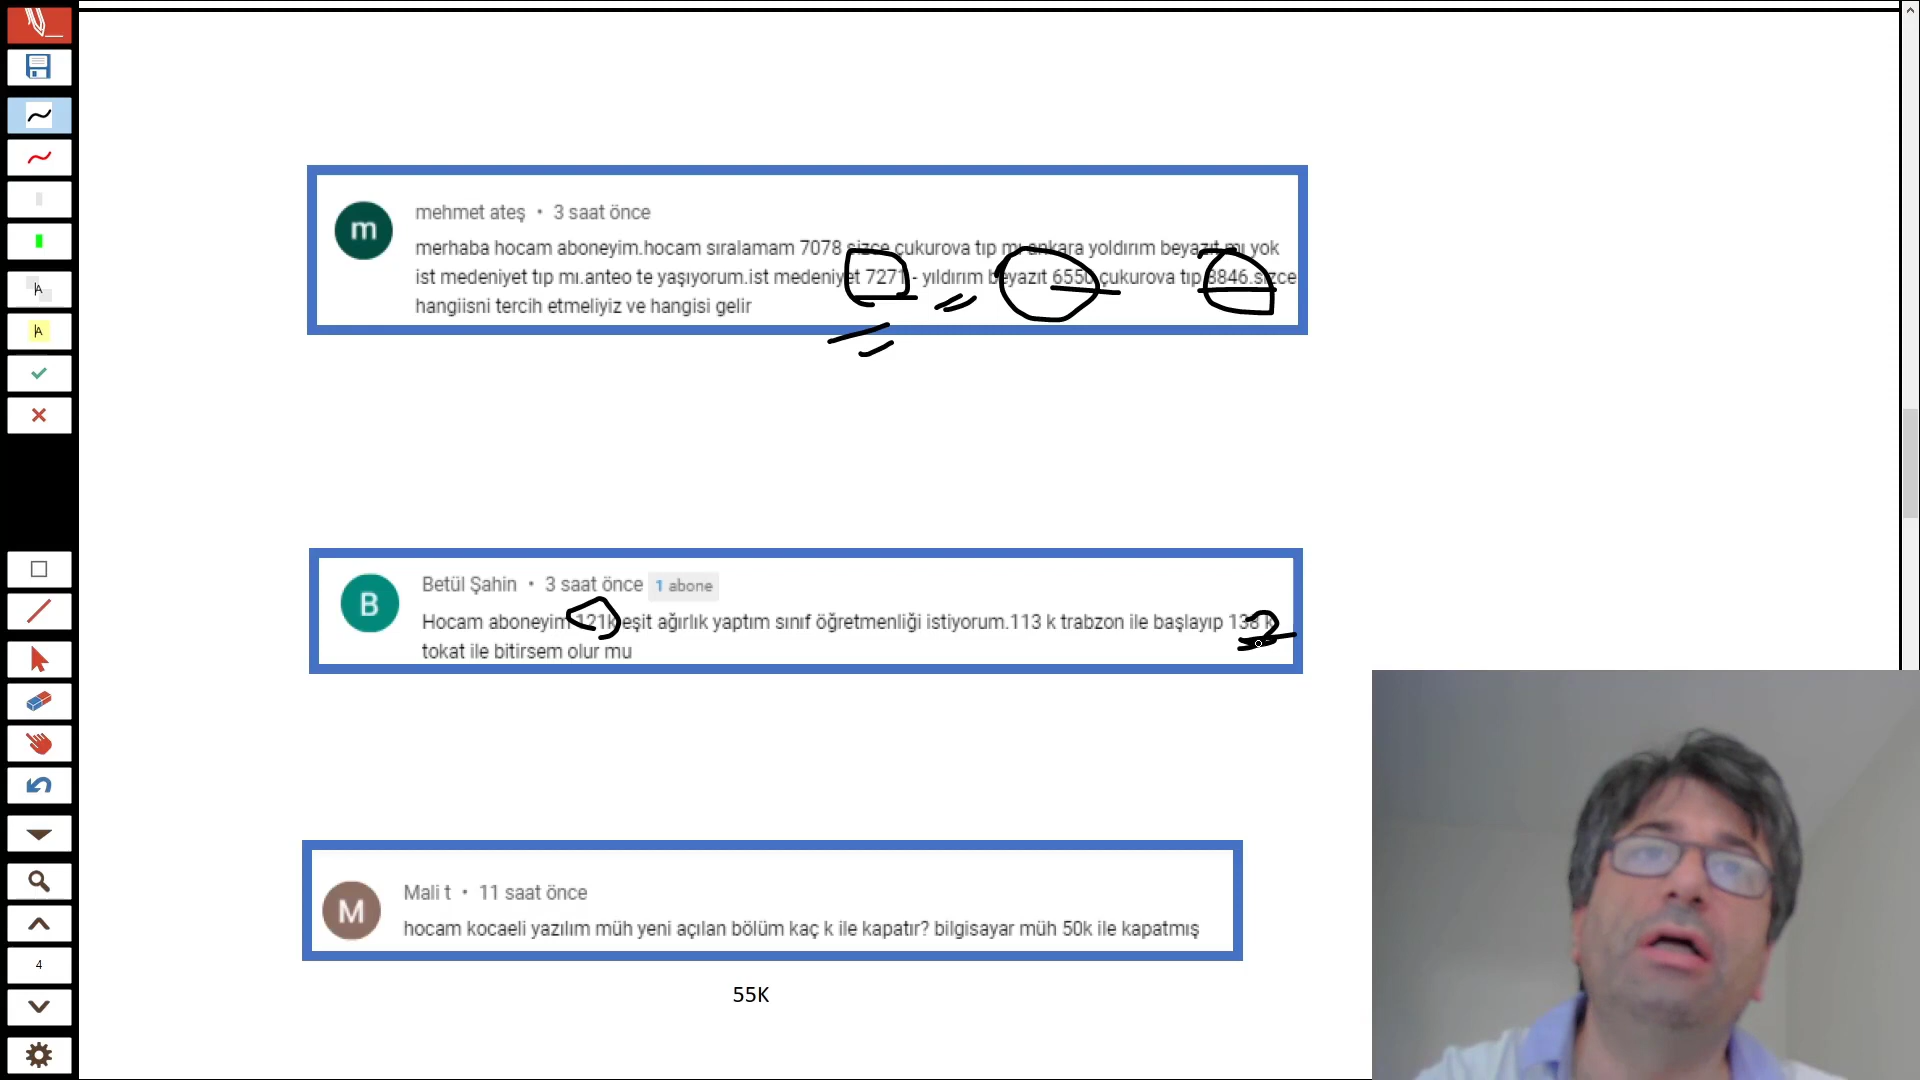 mehmet ateş • 3 saat önce
merhaba hocam aboneyim.hocam sıralamam 7078 sizce çukurova tıp mı ankara yoldırım beyazıt mı yok
ist medeniyet tıp mı.anteo te yaşıyorum.ist medeniyet 7271 - yıldırım beyazıt 6550 çukurova tıp 8846.sizce
hangiisni tercih etmeliyiz ve hangisi gelir
Betül Şahin • 3 saat önce 1 abone
Hocam aboneyim 121k eşit ağırlık yaptım sınıf öğretmenliği istiyorum.113 k trabzon ile başlayıp 138 k
tokat ile bitirsem olur mu
Mali t • 11 saat önce
hocam kocaeli yazılım müh yeni açılan bölüm kaç k ile kapatır? bilgisayar müh 50k ile kapatmış
55K
m
B
M
A
A
4